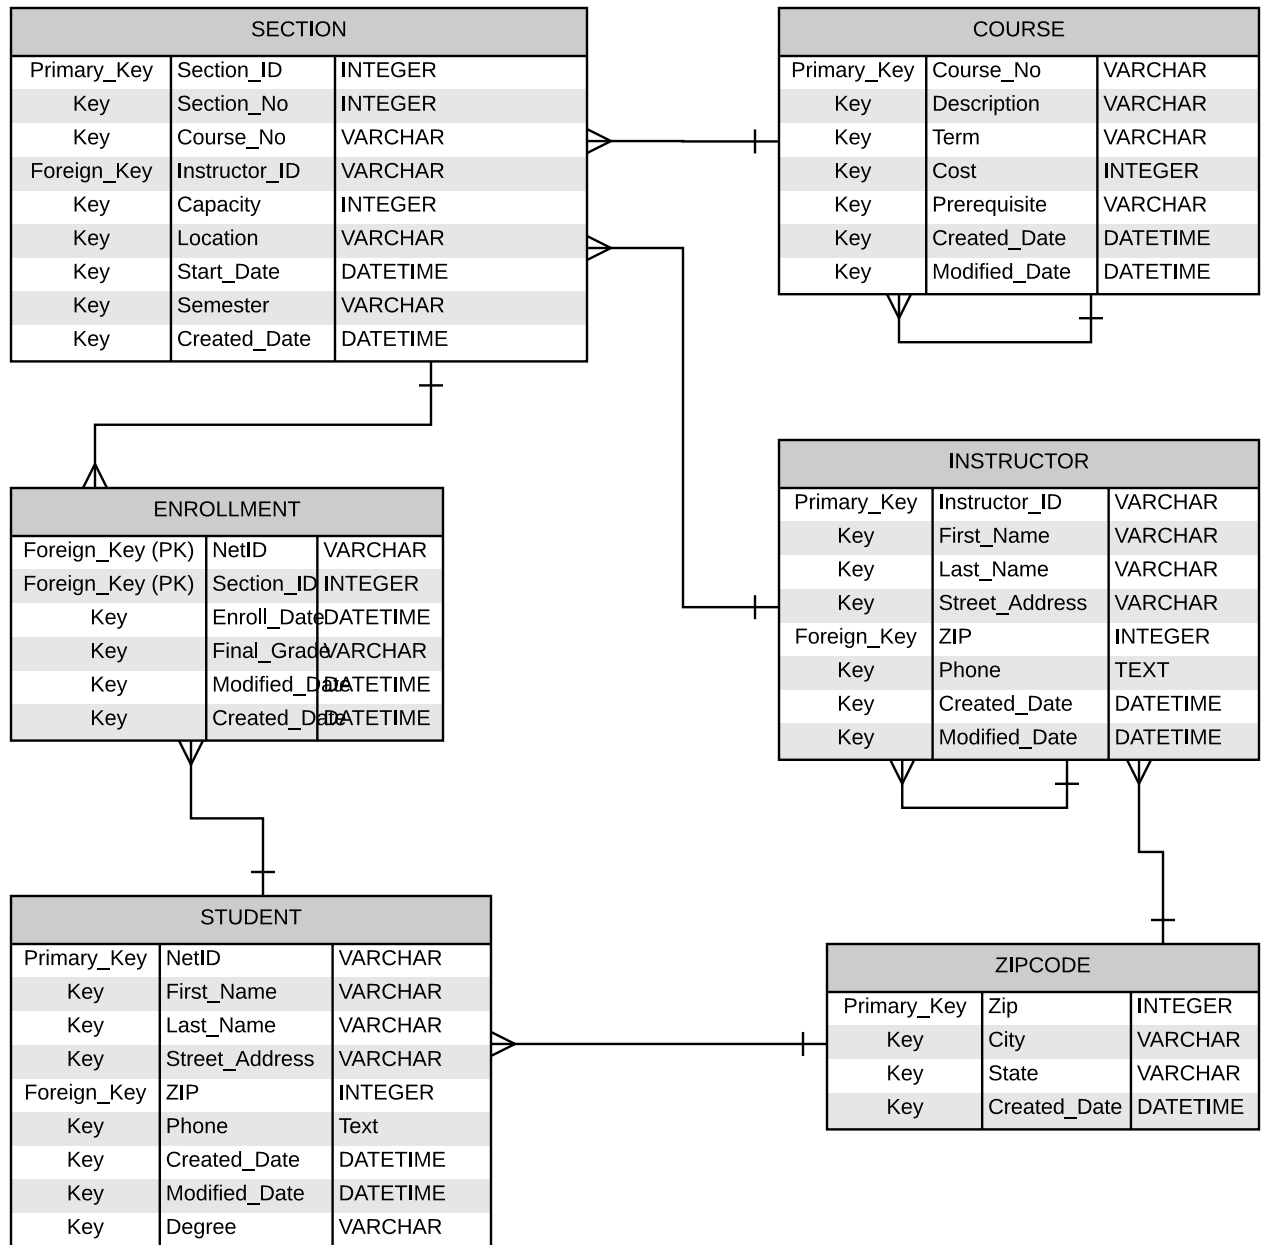 SECTION
Primary_Key Section_ID INTEGER
Key Section_No INTEGER
Key Course_No VARCHAR
Foreign_Key Instructor_ID VARCHAR
Key Capacity INTEGER
Key Location VARCHAR
Key Start_Date DATETIME
Key Semester VARCHAR
Key Created_Date DATETIME
COURSE
Primary_Key Course_No VARCHAR
Key Description VARCHAR
Key Term VARCHAR
Key Cost INTEGER
Key Prerequisite VARCHAR
Key Created_Date DATETIME
Key Modified_Date DATETIME
ENROLLMENT
Foreign_Key (PK) NetID VARCHAR
Foreign_Key (PK) Section_ID INTEGER
Key Enroll_Date DATETIME
Key Final_Grade VARCHAR
Key Modified_Date DATETIME
Key Created_Date DATETIME
INSTRUCTOR
Primary_Key Instructor_ID VARCHAR
Key First_Name VARCHAR
Key Last_Name VARCHAR
Key Street_Address VARCHAR
Foreign_Key ZIP INTEGER
Key Phone TEXT
Key Created_Date DATETIME
Key Modified_Date DATETIME
STUDENT
Primary_Key NetID VARCHAR
Key First_Name VARCHAR
Key Last_Name VARCHAR
Key Street_Address VARCHAR
Foreign_Key ZIP INTEGER
Key Phone Text
Key Created_Date DATETIME
Key Modified_Date DATETIME
Key Degree VARCHAR
ZIPCODE
Primary_Key Zip INTEGER
Key City VARCHAR
Key State VARCHAR
Key Created_Date DATETIME